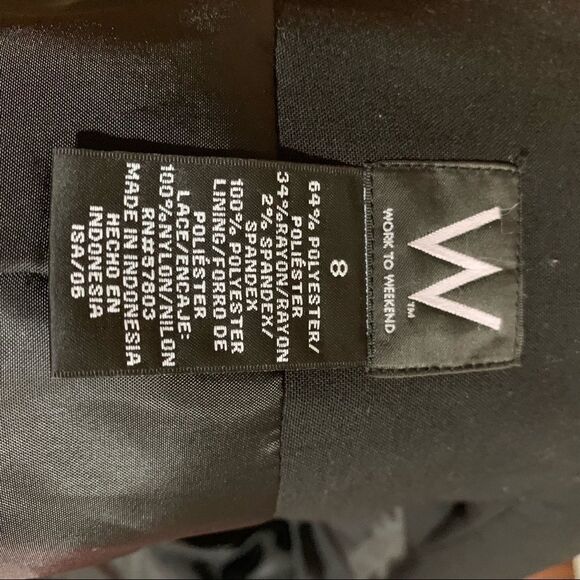 W™
WORK TO WEEKEND
8
64% POLYESTER/
POLIÉSTER
34% RAYON/RAYON
2% SPANDEX/
SPANDEX
100% POLYESTER
LINING/FORRO DE
POLIÉSTER
LACE/ENCAJE:
100% NYLON/NILON
RN#57803
MADE IN INDONESIA
HECHO EN
INDONESIA
ISA/06